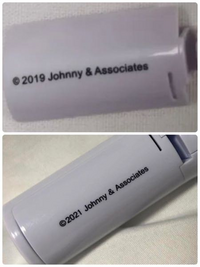 ©2019 Johnny & Associates
©2021 Johnny & Associates